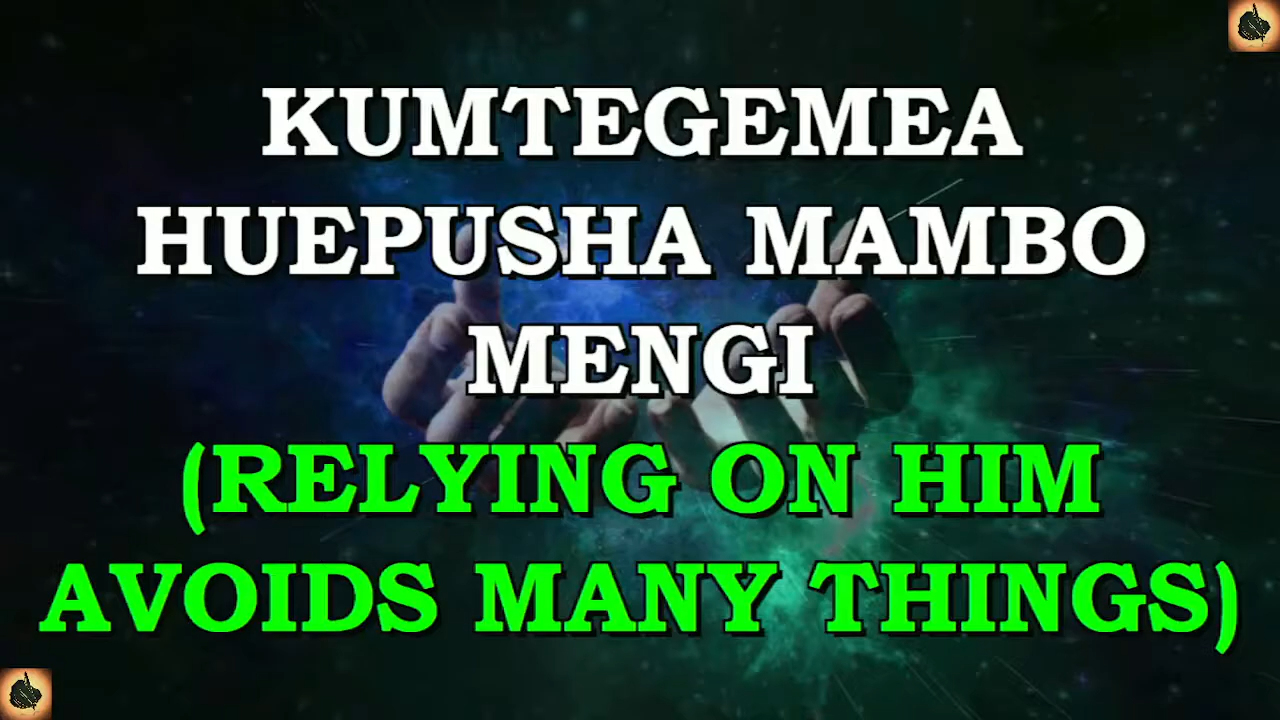 KUMTEGEMEA
HUEPUSHA MAMBO
MENGI
(RELYING ON HIM
AVOIDS MANY THINGS)